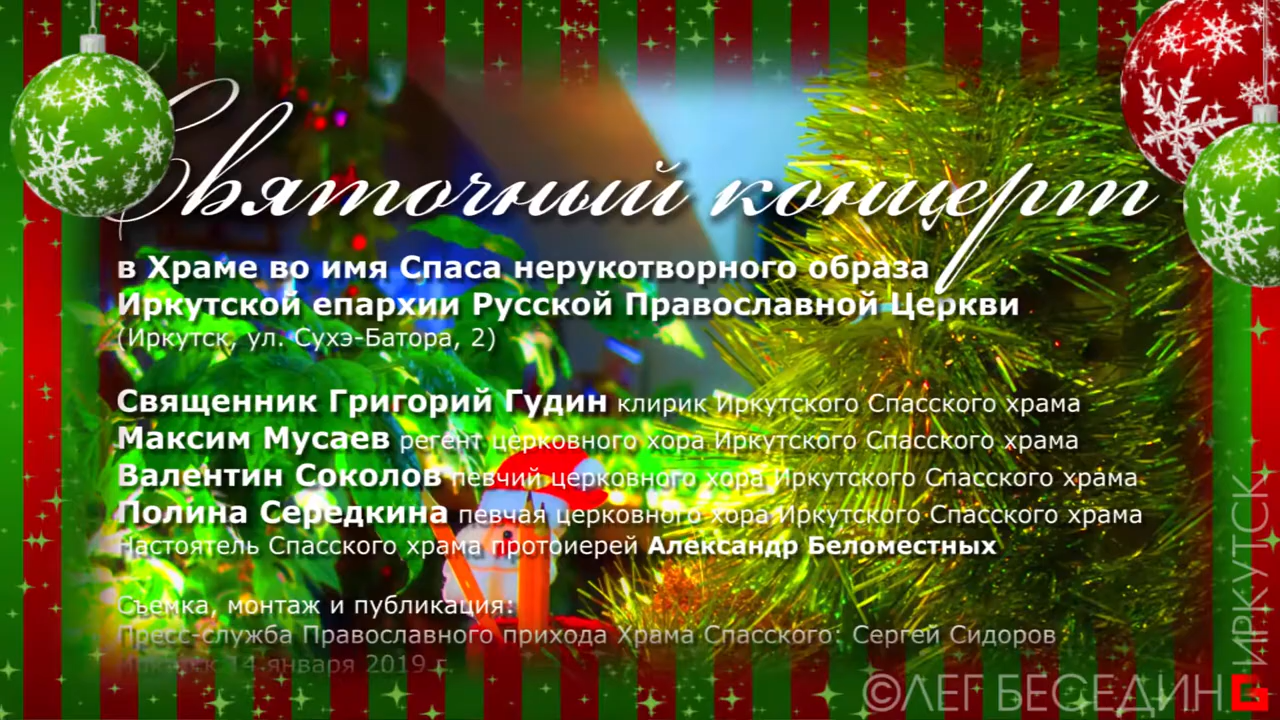 Святочный концерт
в Храме во имя Спаса нерукотворного образа
Иркутской епархии Русской Православной Церкви
(Иркутск, ул. Сухэ-Батора, 2)
Священник Григорий Гудин клирик Иркутского Спасского храма
Максим Мусаев регент церковного хора Иркутского Спасского храма
Валентин Соколов певчий церковного хора Иркутского Спасского храма
Полина Середкина певчая церковного хора Иркутского Спасского храма
Настоятель Спасского храма протоиерей Александр Беломестных
Съемка, монтаж и публикация:
Пресс-служба Православного прихода Храма Спасского: Сергей Сидоров
Иркутск 14 января 2019 г.
©ЛЕГ БЕСЕДИН
ИРКУТСК